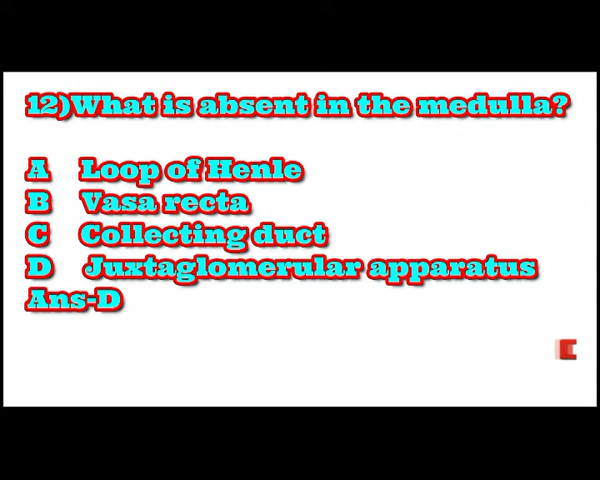 12)What is absent in the medulla?
A Loop of Henle
B Vasa recta
C Collecting duct
D Juxtaglomerular apparatus
Ans-D